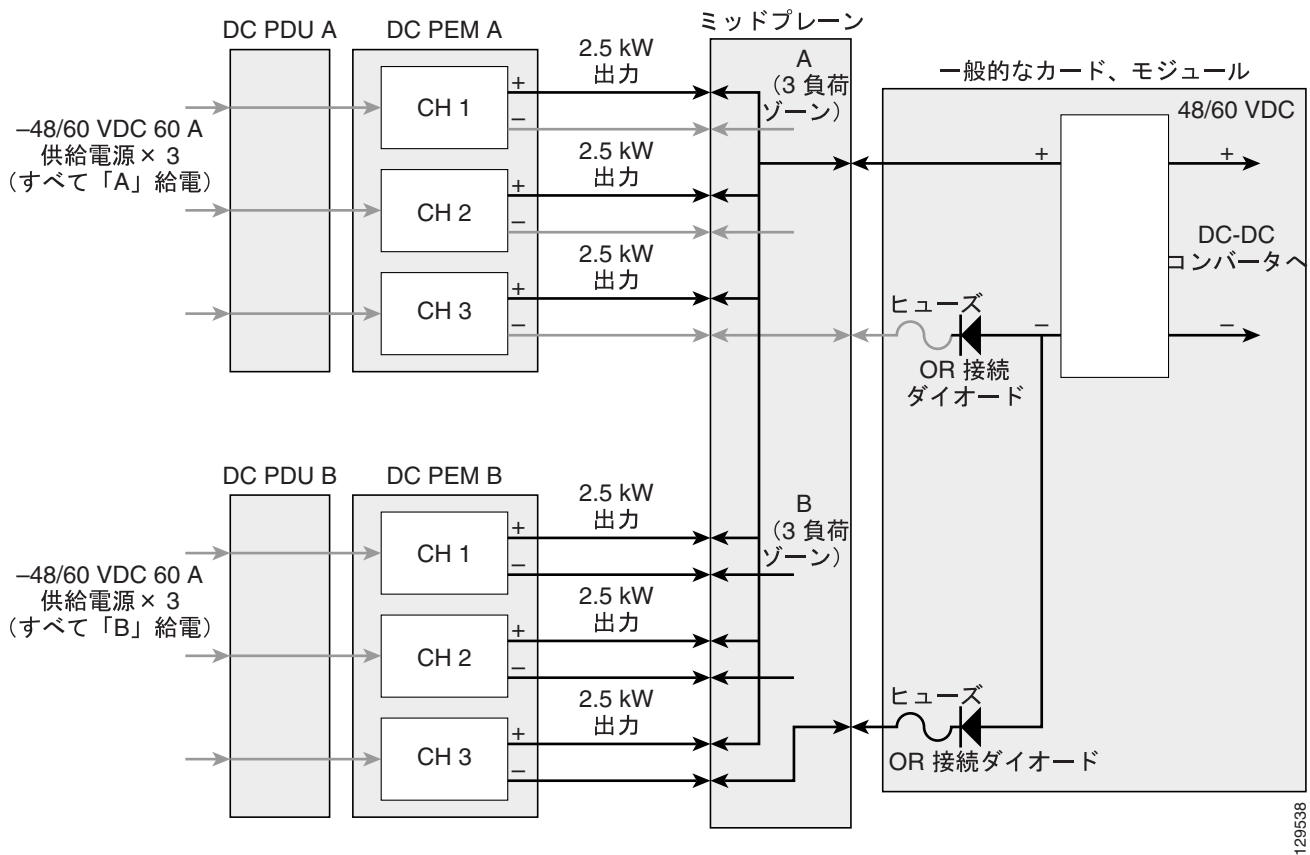 DC PDU A
DC PEM A
ミッドプレーン
2.5 kW
出力
A
(3 負荷
ゾーン)
一般的なカード、モジュール
+
CH 1
–
48/60 VDC
–48/60 VDC 60 A
供給電源 × 3
(すべて「A」給電)
2.5 kW
出力
+
CH 2
–
+
+
2.5 kW
出力
DC-DC
コンバータへ
+
CH 3
–
ヒューズ
–
–
OR 接続
ダイオード
DC PDU B
DC PEM B
2.5 kW
出力
B
(3 負荷
ゾーン)
+
CH 1
–
–48/60 VDC 60 A
供給電源 × 3
(すべて「B」給電)
2.5 kW
出力
+
CH 2
–
2.5 kW
出力
+
CH 3
–
ヒューズ
OR 接続ダイオード
129538